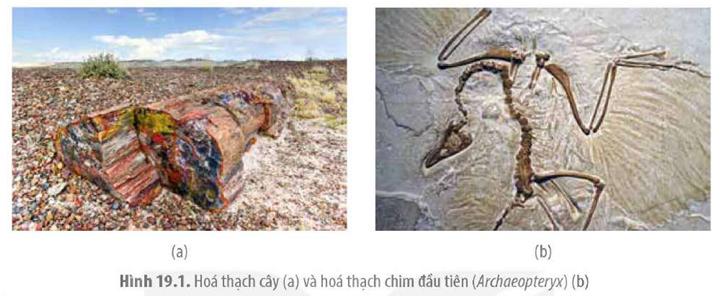 (a)
(b)
Hình 19.1. Hoá thạch cây (a) và hoá thạch chim đầu tiên (Archaeopteryx) (b)